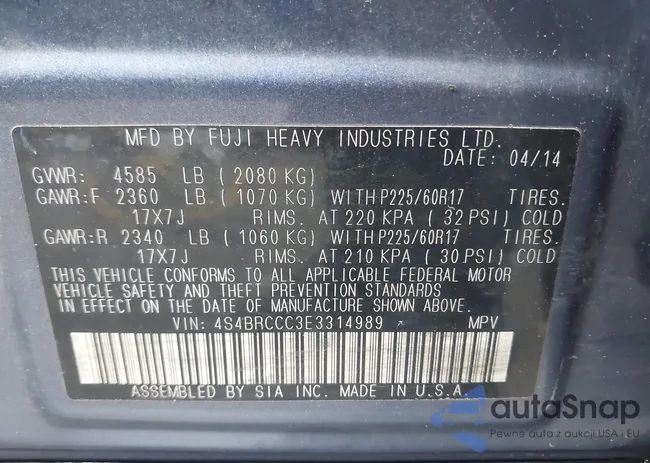 MFD BY FUJI HEAVY INDUSTRIES LTD.
DATE: 04/14
GVWR: 4585 LB ( 2080 KG)
GAWR:F 2360 LB ( 1070 KG) WITH P225/60R17 TIRES.
17X7J RIMS. AT 220 KPA ( 32 PSI) COLD
GAWR:R 2340 LB ( 1060 KG) WITH P225/60R17 TIRES.
17X7J RIMS. AT 210 KPA ( 30 PSI) COLD
THIS VEHICLE CONFORMS TO ALL APPLICABLE FEDERAL MOTOR
VEHICLE SAFETY AND THEFT PREVENTION STANDARDS
IN EFFECT ON THE DATE OF MANUFACTURE SHOWN ABOVE.
VIN: 4S4BRCCC3E3314989 MPV
ASSEMBLED BY SIA INC. MADE IN U.S.A.
autaSnap
Pewne auta z aukcji USA i EU